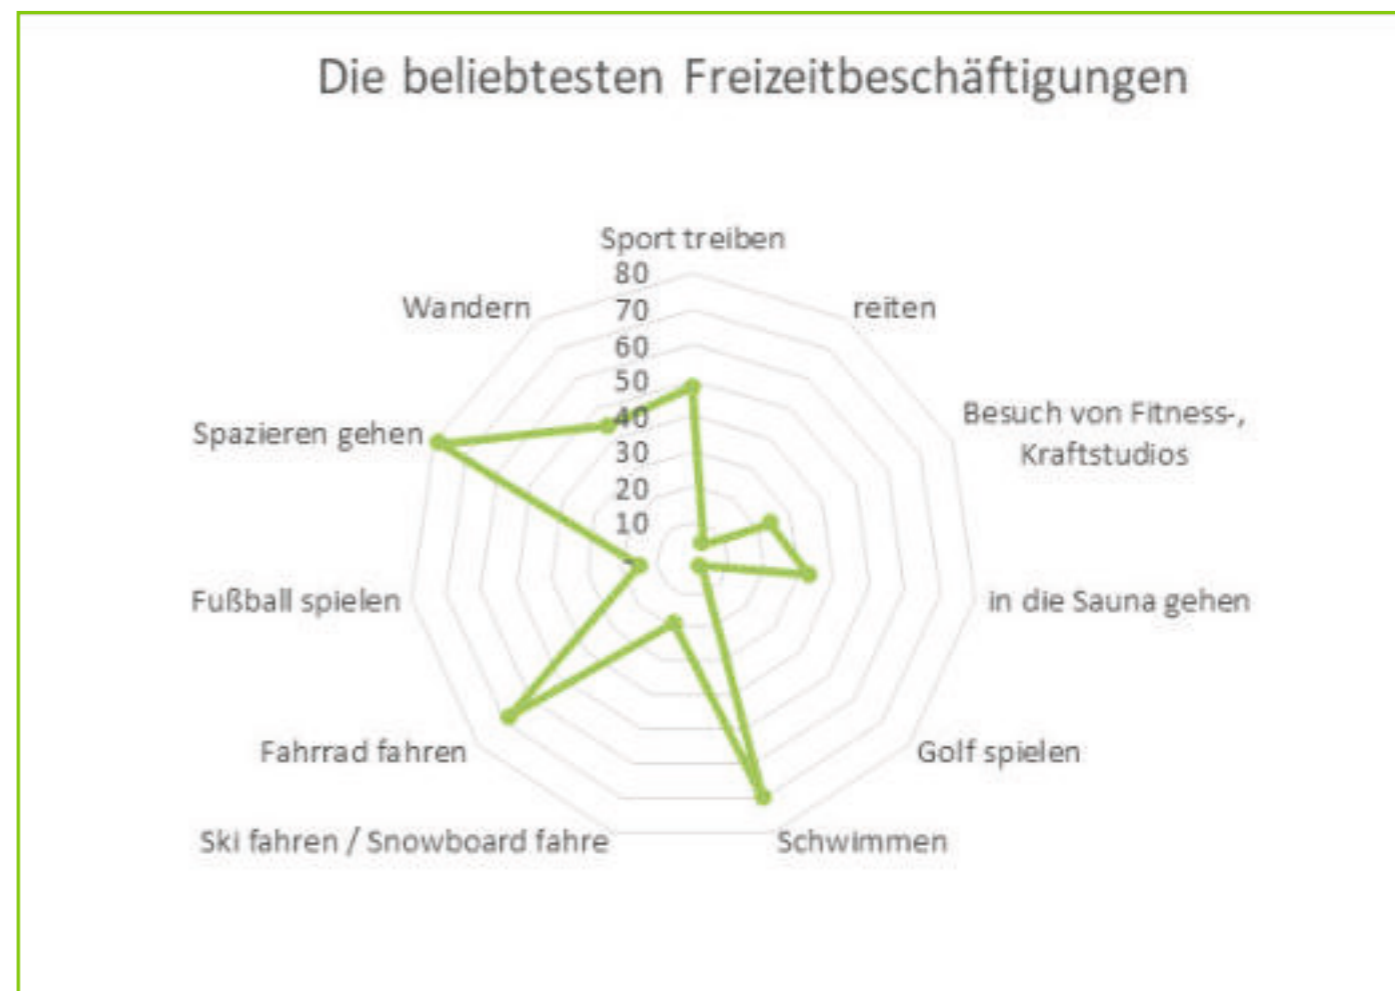 Die beliebtesten Freizeitbeschäftigungen
Sport treiben
80
70
60
50
40
30
20
10
-
reiten
Besuch von Fitness-,
Kraftstudios
in die Sauna gehen
Golf spielen
Schwimmen
Ski fahren / Snowboard fahre
Fahrrad fahren
Fußball spielen
Spazieren gehen
Wandern